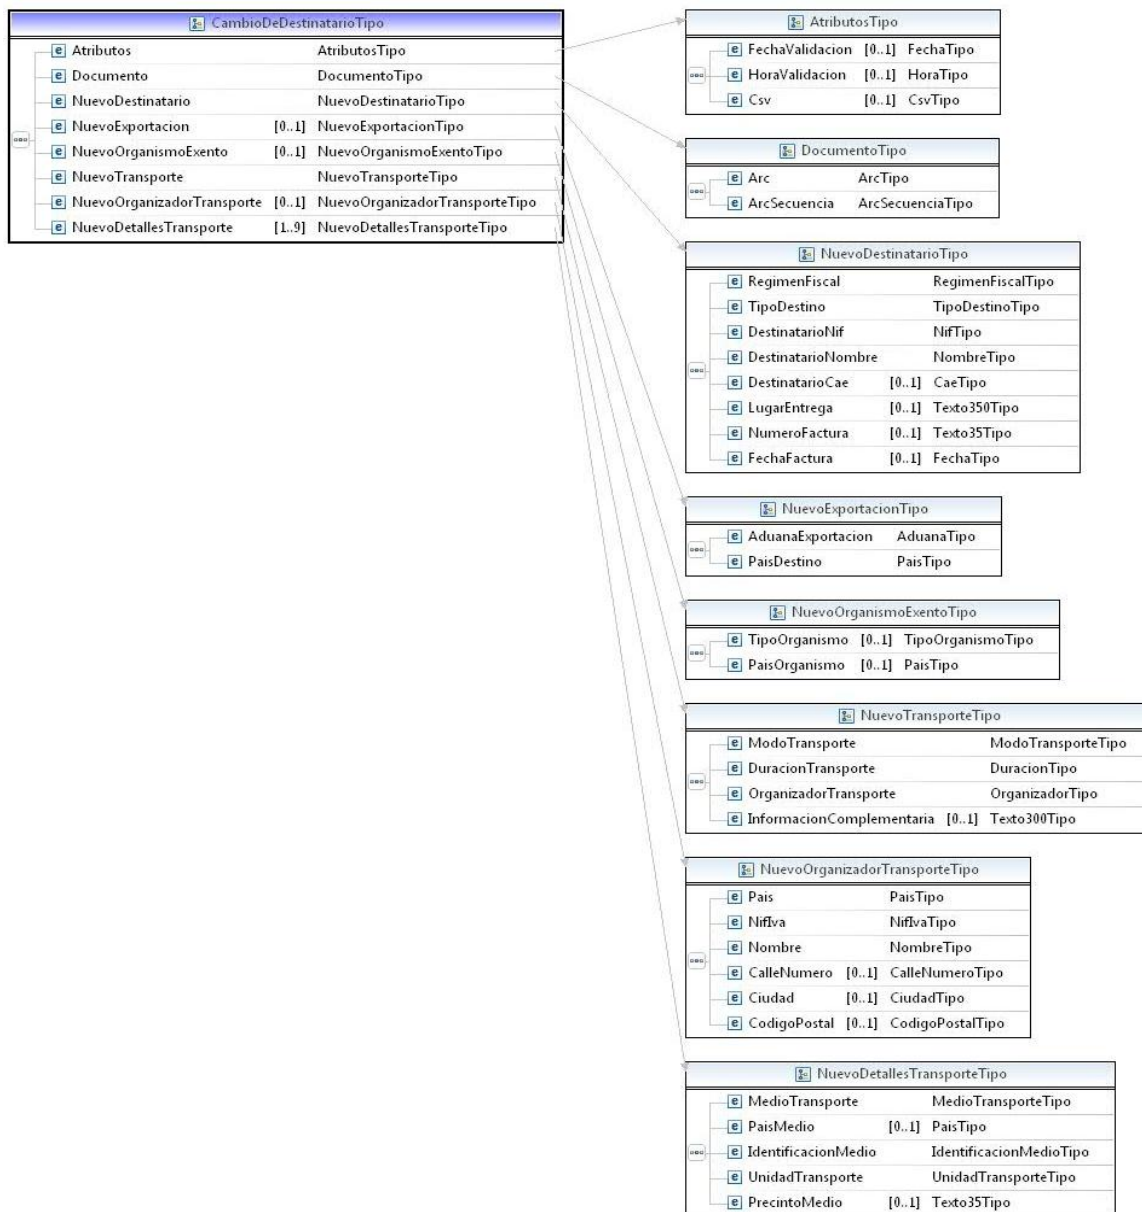 CambioDeDestinatarioTipo
Atributos AtributosTipo
Documento DocumentoTipo
NuevoDestinatario NuevoDestinatarioTipo
NuevoExportacion [0..1] NuevoExportacionTipo
NuevoOrganismoExento [0..1] NuevoOrganismoExentoTipo
NuevoTransporte NuevoTransporteTipo
NuevoOrganizadorTransporte [0..1] NuevoOrganizadorTransporteTipo
NuevoDetallesTransporte [1..9] NuevoDetallesTransporteTipo
AtributosTipo
FechaValidacion [0..1] FechaTipo
HoraValidacion [0..1] HoraTipo
Csv [0..1] CsvTipo
DocumentoTipo
Arc ArcTipo
ArcSecuencia ArcSecuenciaTipo
NuevoDestinatarioTipo
RegimenFiscal RegimenFiscalTipo
TipoDestino TipoDestinoTipo
DestinatarioNif NifTipo
DestinatarioNombre NombreTipo
DestinatarioCae [0..1] CaeTipo
LugarEntrega [0..1] Texto350Tipo
NumeroFactura [0..1] Texto35Tipo
FechaFactura [0..1] FechaTipo
NuevoExportacionTipo
AduanaExportacion AduanaTipo
PaisDestino PaisTipo
NuevoOrganismoExentoTipo
TipoOrganismo [0..1] TipoOrganismoTipo
PaisOrganismo [0..1] PaisTipo
NuevoTransporteTipo
ModoTransporte ModoTransporteTipo
DuracionTransporte DuracionTipo
OrganizadorTransporte OrganizadorTipo
InformacionComplementaria [0..1] Texto300Tipo
NuevoOrganizadorTransporteTipo
Pais PaisTipo
NifIva NifIvaTipo
Nombre NombreTipo
CalleNumero [0..1] CalleNumeroTipo
Ciudad [0..1] CiudadTipo
CodigoPostal [0..1] CodigoPostalTipo
NuevoDetallesTransporteTipo
MedioTransporte MedioTransporteTipo
PaisMedio [0..1] PaisTipo
IdentificacionMedio IdentificacionMedioTipo
UnidadTransporte UnidadTransporteTipo
PrecintoMedio [0..1] Texto35Tipo